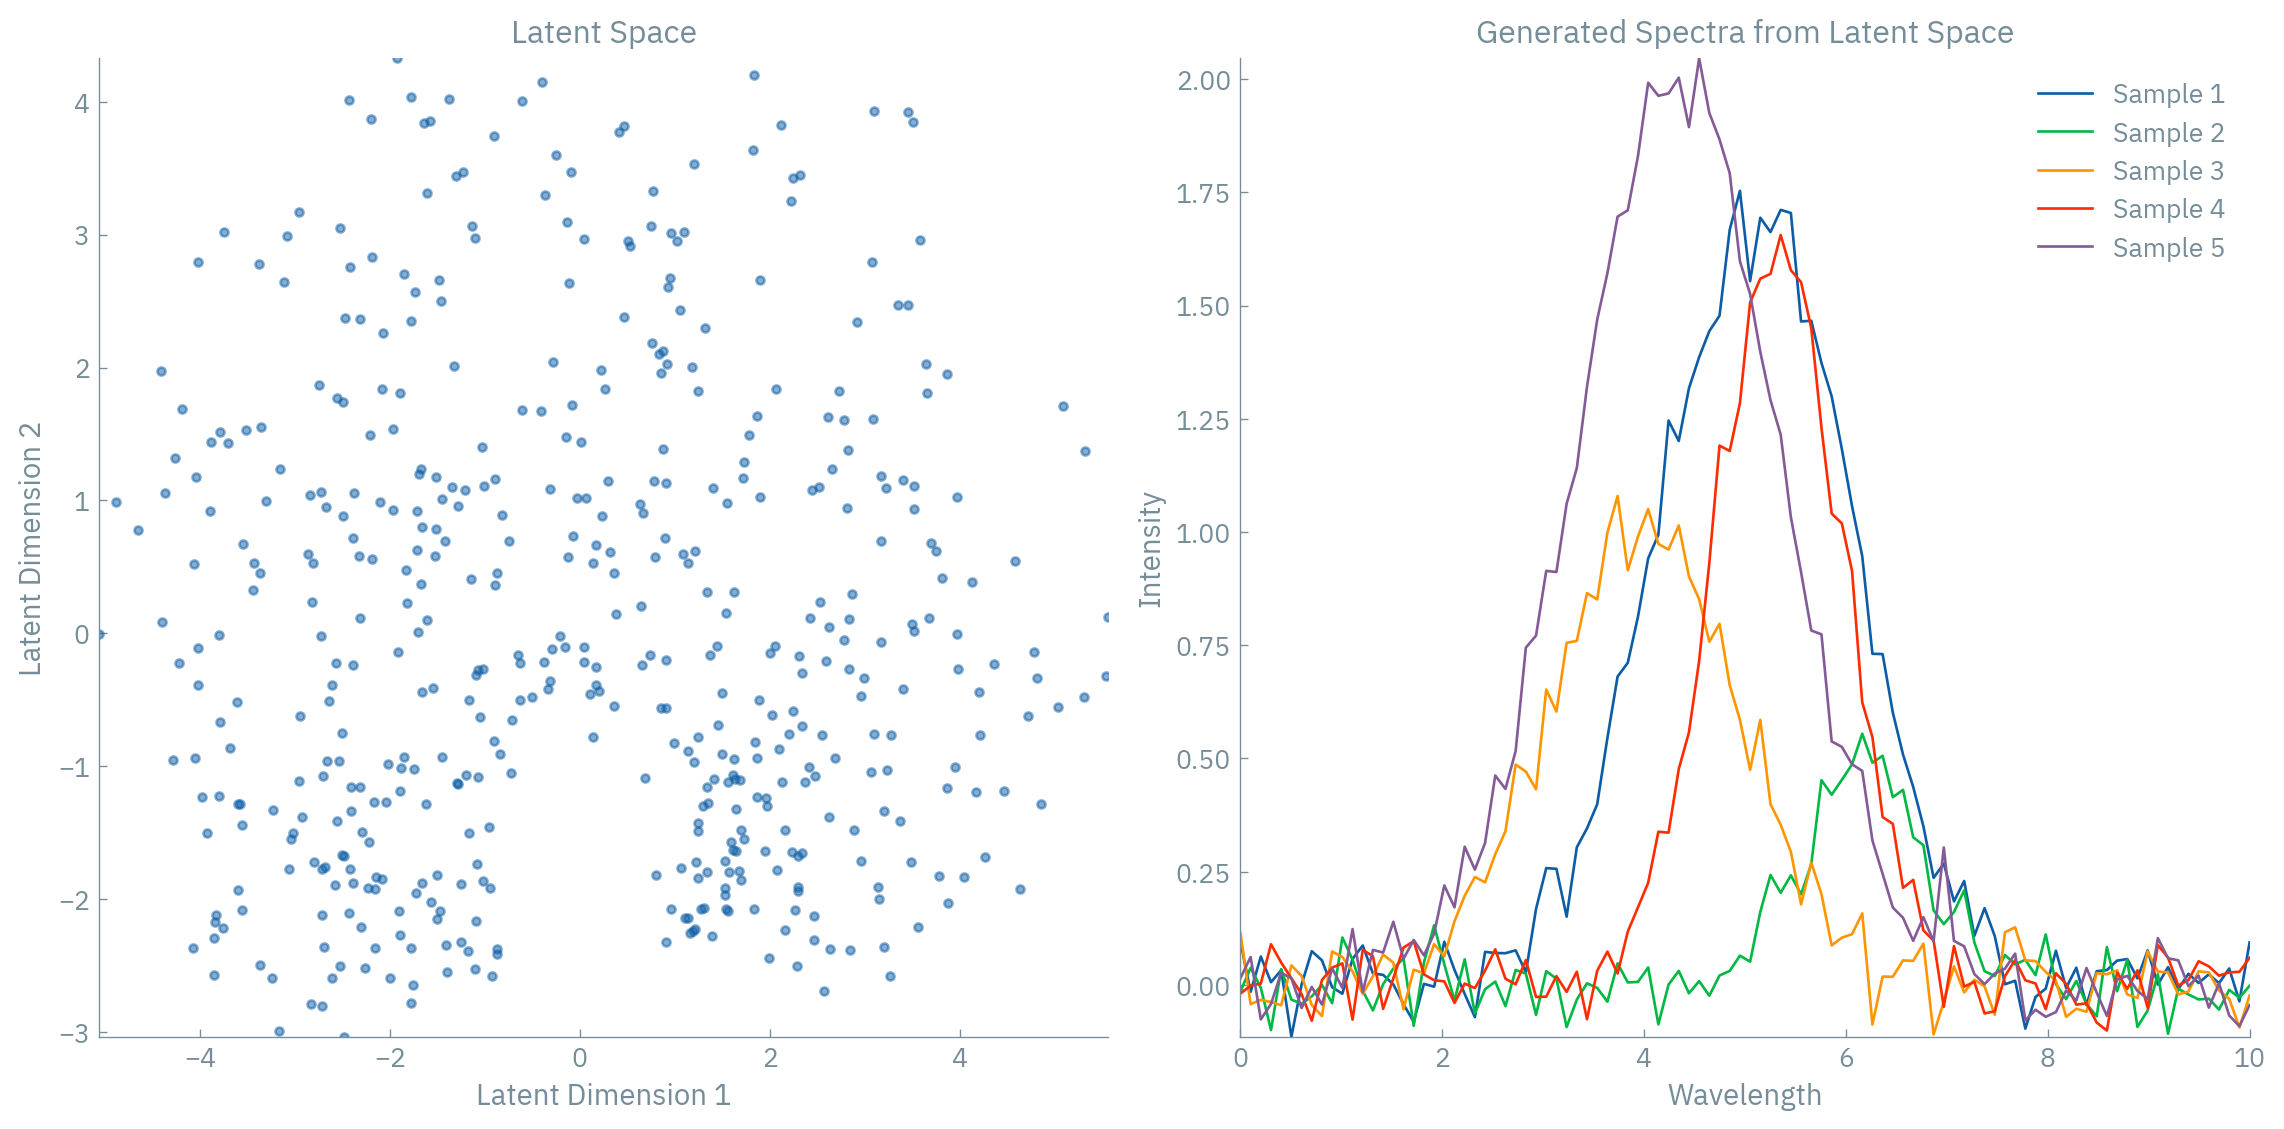 Latent Space
Latent Dimension 2
4
3
2
1
0
−1
−2
−3
−4
−2
0
2
4
Latent Dimension 1
Generated Spectra from Latent Space
Intensity
2.00
1.75
1.50
1.25
1.00
0.75
0.50
0.25
0.00
0
2
4
6
8
10
Wavelength
Sample 1
Sample 2
Sample 3
Sample 4
Sample 5